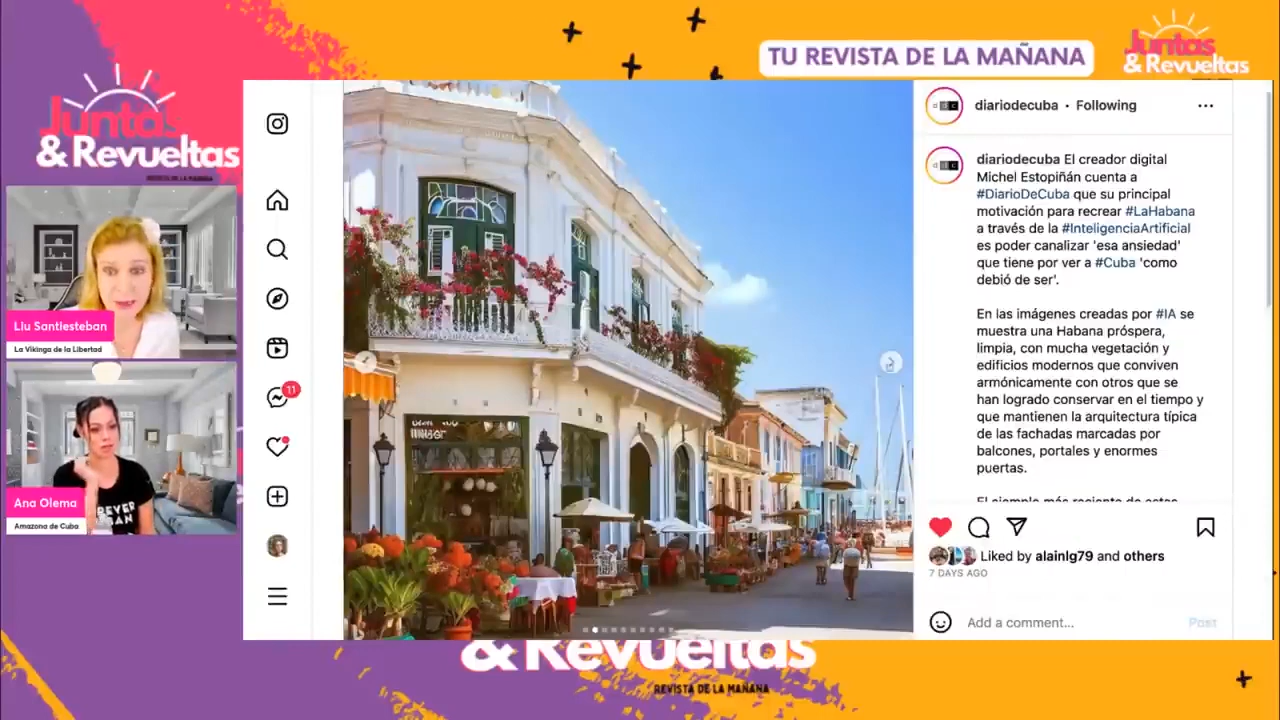 TU REVISTA DE LA MAÑANA
Juntas
& Revueltas
Juntas
& Revueltas
REVISTA DE LA MAÑANA
Liu Santiesteban
La Vikinga de la Libertad
Ana Olema
Amazona de Cuba
11
diariodecuba • Following
diariodecuba El creador digital
Michel Estopiñán cuenta a
#DiarioDeCuba que su principal
motivación para recrear #LaHabana
a través de la #InteligenciaArtificial
es poder canalizar 'esa ansiedad'
que tiene por ver a #Cuba 'como
debió de ser'.
En las imágenes creadas por #IA se
muestra una Habana próspera,
limpia, con mucha vegetación y
edificios modernos que conviven
armónicamente con otros que se
han logrado conservar en el tiempo y
que mantienen la arquitectura típica
de las fachadas marcadas por
balcones, portales y enormes
puertas.
El ejemplo más reciente de estas
Liked by alainlg79 and others
7 DAYS AGO
Add a comment...
Post
& Revueltas
REVISTA DE LA MAÑANA